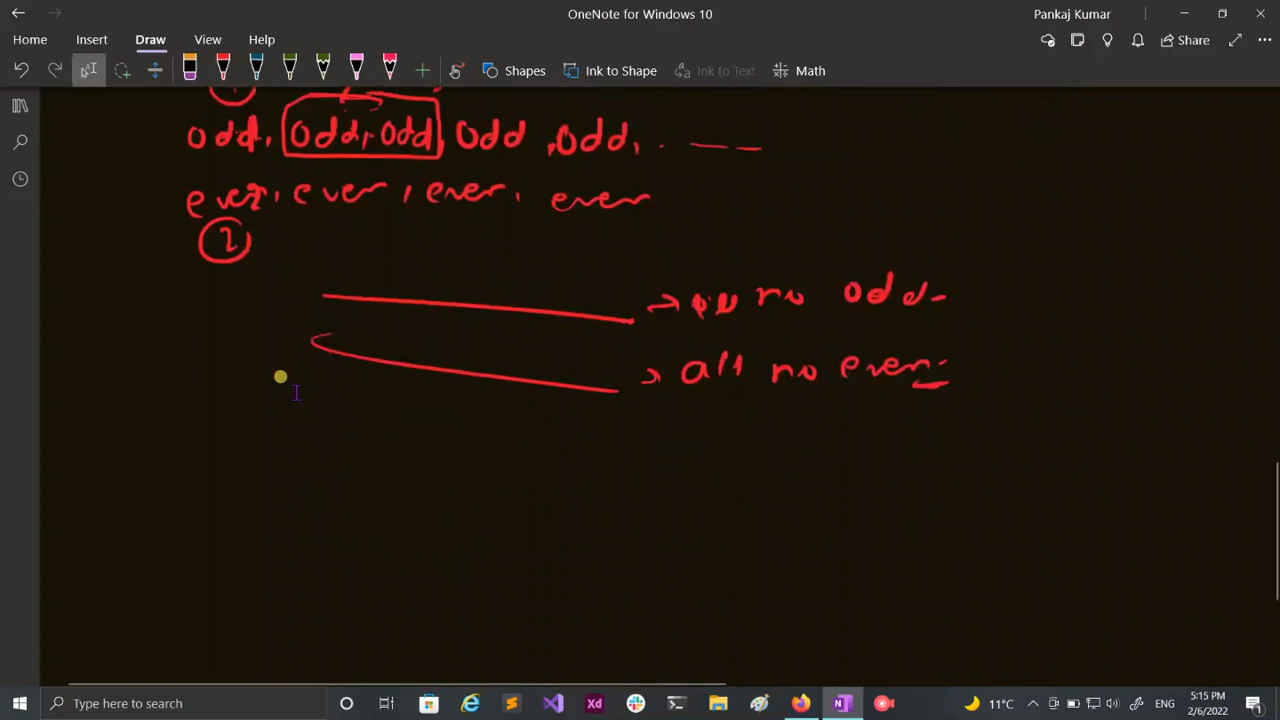 OneNote for Windows 10
Pankaj Kumar
Home Insert Draw View Help
Share
Shapes
Ink to Shape
Ink to Text
Math
1
odd, odd, odd, odd, odd, . — —
even, even, even, even
2
→ no odd
→ all no even
Type here to search
Xd
11°C
ENG
5:15 PM
2/6/2022